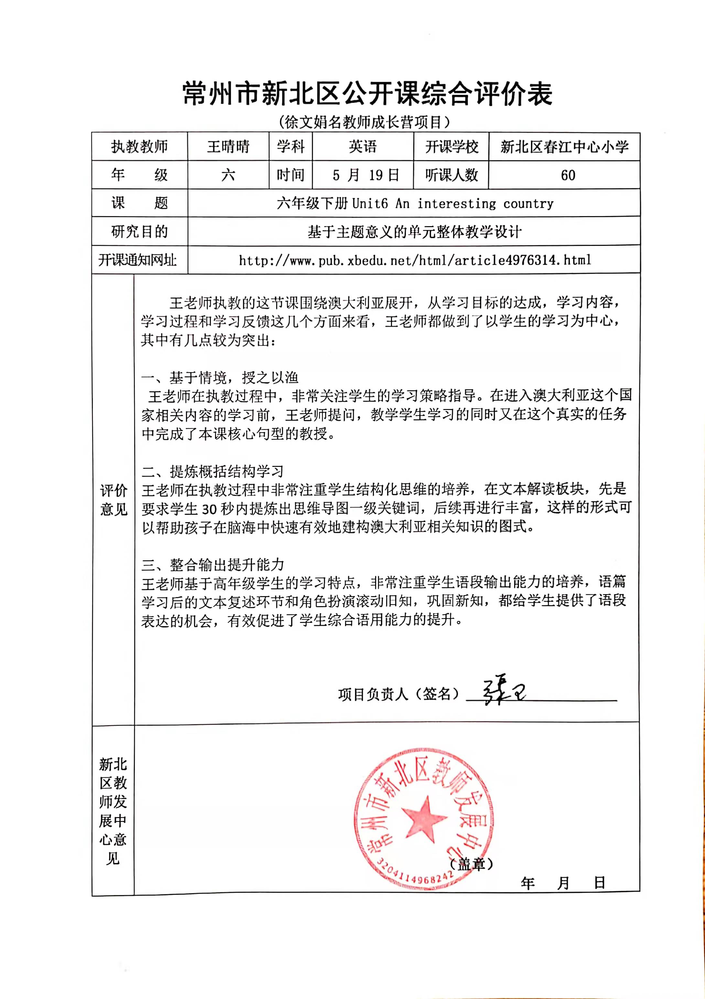 常州市新北区公开课综合评价表
(徐文娟名教师成长营项目)
执教教师 王晴晴 学科 英语 开课学校 新北区春江中心小学
年 级 六 时间 5 月 19日 听课人数 60
课 题 六年级下册Unit6 An interesting country
研究目的 基于主题意义的单元整体教学设计
开课通知网址 http://www.pub.xbedu.net/html/article4976314.html
评价
意见
王老师执教的这节课围绕澳大利亚展开，从学习目标的达成，学习内容，
学习过程和学习反馈这几个方面来看，王老师都做到了以学生的学习为中心，
其中有几点较为突出：
一、基于情境，授之以渔
王老师在执教过程中，非常关注学生的学习策略指导。在进入澳大利亚这个国
家相关内容的学习前，王老师提问，教学学生学习的同时又在这个真实的任务
中完成了本课核心句型的教授。
二、提炼概括结构学习
王老师在执教过程中非常注重学生结构化思维的培养，在文本解读板块，先是
要求学生 30 秒内提炼出思维导图一级关键词，后续再进行丰富，这样的形式可
以帮助孩子在脑海中快速有效地建构澳大利亚相关知识的图式。
三、整合输出提升能力
王老师基于高年级学生的学习特点，非常注重学生语段输出能力的培养，语篇
学习后的文本复述环节和角色扮演滚动旧知，巩固新知，都给学生提供了语段
表达的机会，有效促进了学生综合语用能力的提升。
项目负责人（签名）
新北
区教
师发
展中
心意
见
常州市新北区教师发展中心
3204114968242
（盖章）
年 月 日